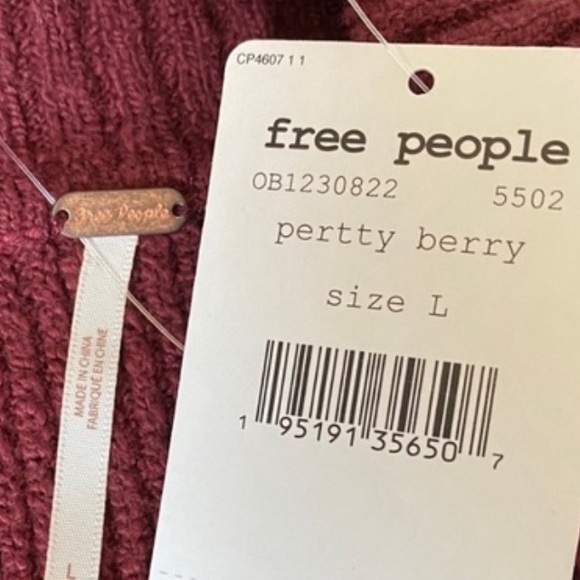 CP4607 1 1
free people
OB1230822 5502
pertty berry
size L
1 95191 35650 7
Free People
MADE IN CHINA
FABRIQUÉ EN CHINE
L